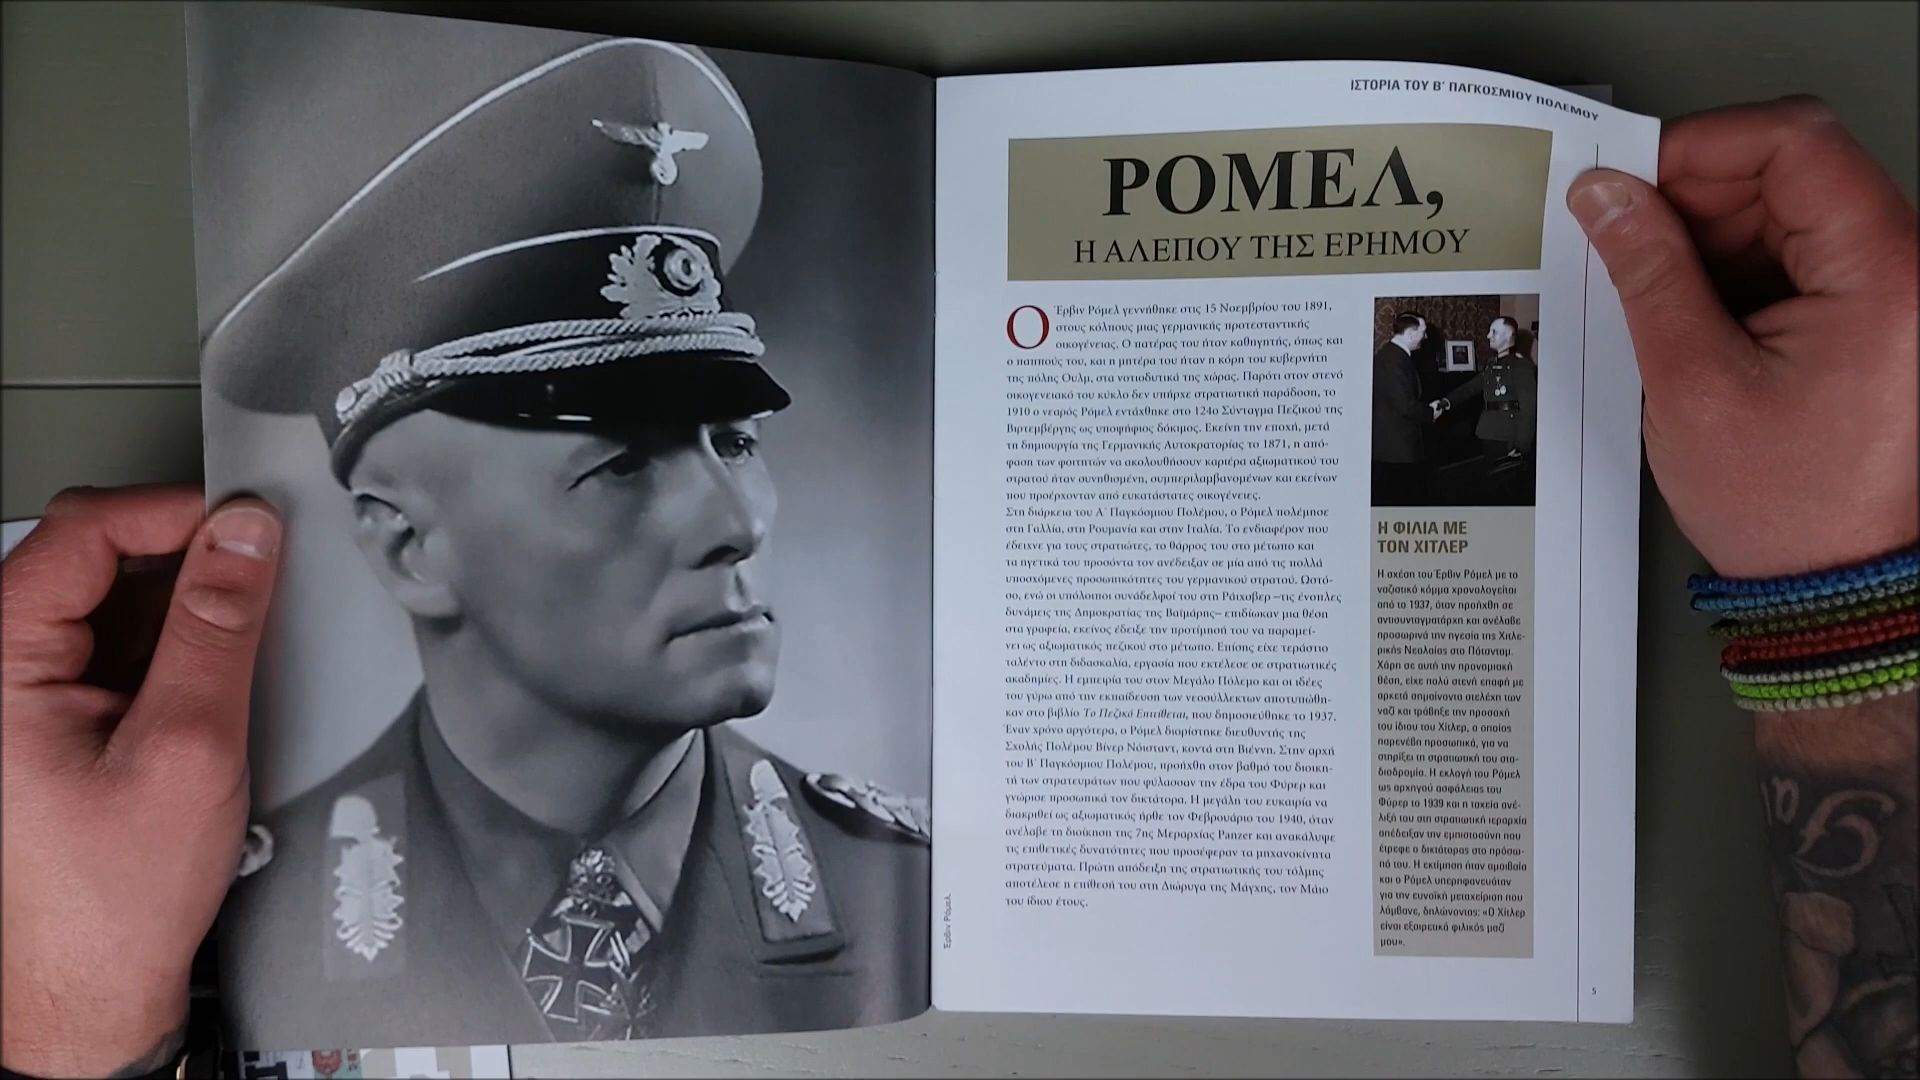 ΙΣΤΟΡΙΑ ΤΟΥ Β' ΠΑΓΚΟΣΜΙΟΥ ΠΟΛΕΜΟΥ
ΡΟΜΕΛ,
Η ΑΛΕΠΟΥ ΤΗΣ ΕΡΗΜΟΥ
Ο Έρβιν Ρόμελ γεννήθηκε στις 15 Νοεμβρίου του 1891,
στους κόλπους μιας γερμανικής προτεσταντικής
οικογένειας. Ο πατέρας του ήταν καθηγητής, όπως και
ο παππούς του, και η μητέρα του ήταν η κόρη του κυβερνήτη
της πόλης Ουλμ, στα νοτιοδυτικά της χώρας. Παρότι στον στενό
οικογενειακό του κύκλο δεν υπήρχε στρατιωτική παράδοση, το
1910 ο νεαρός Ρόμελ εντάχθηκε στο 124ο Σύνταγμα Πεζικού της
Βιρτεμβέργης ως υποψήφιος δόκιμος. Εκείνη την εποχή, μετά
τη δημιουργία της Γερμανικής Αυτοκρατορίας το 1871, η από-
φαση των φοιτητών να ακολουθήσουν καριέρα αξιωματικού του
στρατού ήταν συνηθισμένη, συμπεριλαμβανομένων και εκείνων
που προέρχονταν από ευκατάστατες οικογένειες.
Στη διάρκεια του Α' Παγκόσμιου Πολέμου, ο Ρόμελ πολέμησε
στη Γαλλία, στη Ρουμανία και στην Ιταλία. Το ενδιαφέρον που
έδειχνε για τους στρατιώτες, το θάρρος του στο μέτωπο και
τα ηγετικά του προσόντα τον ανέδειξαν σε μία από τις πολλά
υποσχόμενες προσωπικότητες του γερμανικού στρατού. Ωστό-
σο, ενώ οι υπόλοιποι συνάδελφοί του στη Ράιχσβερ –τις ένοπλες
δυνάμεις της Δημοκρατίας της Βαϊμάρης– επιδίωκαν μια θέση
στα γραφεία, εκείνος έδειξε την προτίμησή του να παραμεί-
νει ως αξιωματικός πεζικού στο μέτωπο. Επίσης είχε τεράστιο
ταλέντο στη διδασκαλία, εργασία που εκτέλεσε σε στρατιωτικές
ακαδημίες. Η εμπειρία του στον Μεγάλο Πόλεμο και οι ιδέες
του γύρω από την εκπαίδευση των νεοσύλλεκτων αποτυπώθη-
καν στο βιβλίο Το Πεζικό Επιτίθεται, που δημοσιεύθηκε το 1937.
Έναν χρόνο αργότερα, ο Ρόμελ διορίστηκε διευθυντής της
Σχολής Πολέμου Βίνερ Νόισταντ, κοντά στη Βιέννη. Στην αρχή
του Β' Παγκόσμιου Πολέμου, προήχθη στον βαθμό του διοικη-
τή των στρατευμάτων που φύλασσαν την έδρα του Φύρερ και
γνώρισε προσωπικά τον δικτάτορα. Η μεγάλη του ευκαιρία να
διακριθεί ως αξιωματικός ήρθε τον Φεβρουάριο του 1940, όταν
ανέλαβε τη διοίκηση της 7ης Μεραρχίας Panzer και ανακάλυψε
τις επιθετικές δυνατότητες που προσέφεραν τα μηχανοκίνητα
στρατεύματα. Πρώτη απόδειξη της στρατιωτικής του τόλμης
αποτέλεσε η επίθεσή του στη Διώρυγα της Μάγχης, τον Μάιο
του ίδιου έτους.
Η ΦΙΛΙΑ ΜΕ
ΤΟΝ ΧΙΤΛΕΡ
Η σχέση του Έρβιν Ρόμελ με το
ναζιστικό κόμμα χρονολογείται
από το 1937, όταν προήχθη σε
αντισυνταγματάρχη και ανέλαβε
προσωρινά την ηγεσία της Χιτλε-
ρικής Νεολαίας στο Πότσνταμ.
Χάρη σε αυτή την προνομιακή
θέση, είχε πολύ στενή επαφή με
αρκετά σημαίνοντα στελέχη των
ναζί και τράβηξε την προσοχή
του ίδιου του Χίτλερ, ο οποίος
παρενέβη προσωπικά, για να
στηρίξει τη στρατιωτική του στα-
διοδρομία. Η εκλογή του Ρόμελ
ως αρχηγού ασφάλειας του
Φύρερ το 1939 και η ταχεία ανέ-
λιξή του στη στρατιωτική ιεραρχία
απέδειξαν την εμπιστοσύνη που
έτρεφε ο δικτάτορας στο πρόσω-
πό του. Η εκτίμηση ήταν αμοιβαία
και ο Ρόμελ υπερηφανευόταν
για την ευνοϊκή μεταχείριση που
λάμβανε, δηλώνοντας: «Ο Χίτλερ
είναι εξαιρετικά φιλικός μαζί
μου».
Έρβιν Ρόμελ
5